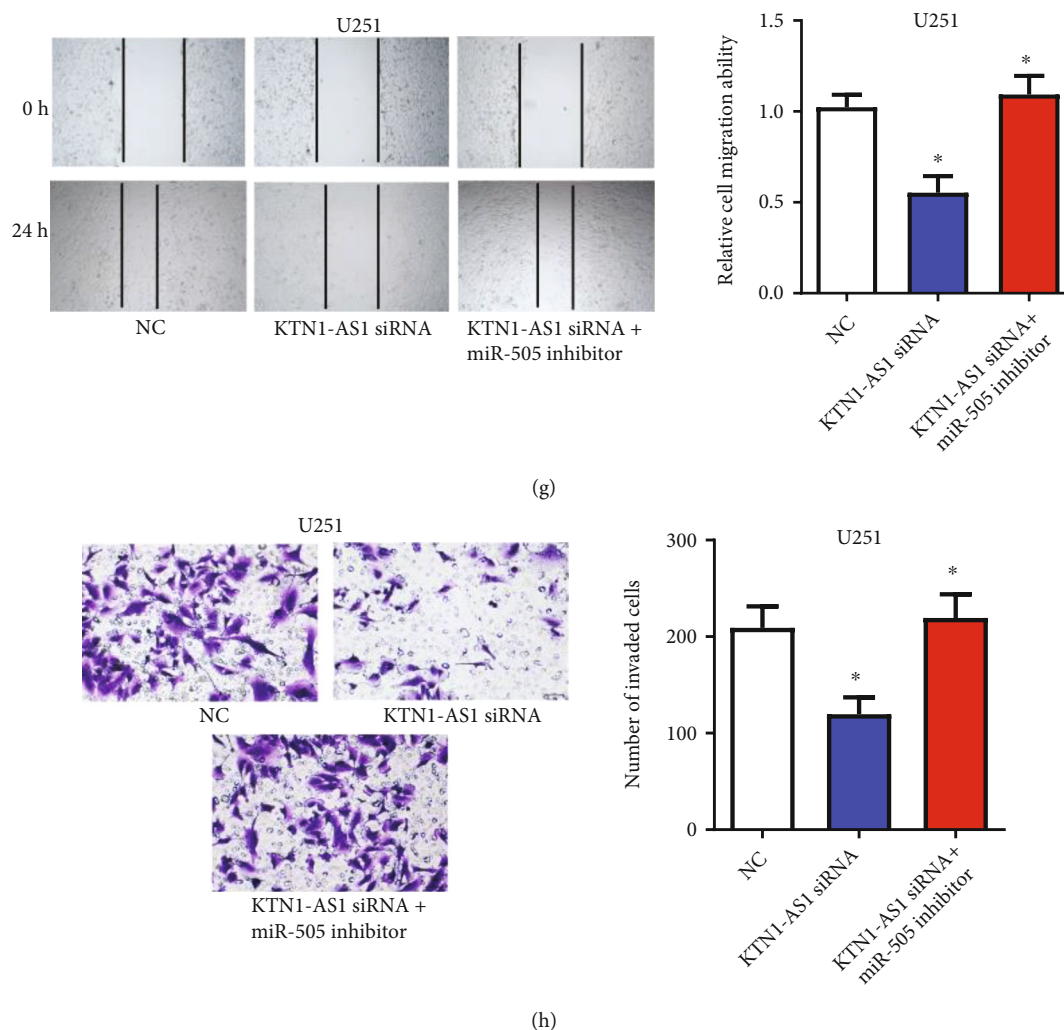 U251
0 h
24 h
NC
KTN1-AS1 siRNA
KTN1-AS1 siRNA +
miR-505 inhibitor
U251
Relative cell migration ability
1.5
1.0
0.5
0.0
*
*
NC
KTN1-AS1 siRNA
KTN1-AS1 siRNA+
miR-505 inhibitor
(g)
U251
NC
KTN1-AS1 siRNA
KTN1-AS1 siRNA +
miR-505 inhibitor
U251
Number of invaded cells
300
200
100
0
*
*
NC
KTN1-AS1 siRNA
KTN1-AS1 siRNA+
miR-505 inhibitor
(h)